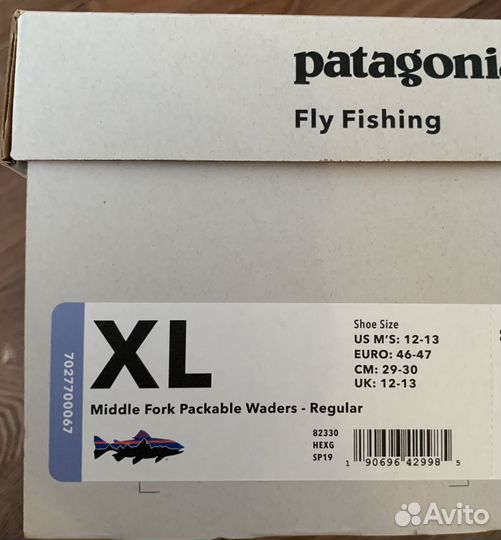 patagoni
Fly Fishing
7027700067
XL
Shoe Size
US M'S: 12-13
EURO: 46-47
CM: 29-30
UK: 12-13
Middle Fork Packable Waders - Regular
82330
HEXG
SP19
1 90696 42998 5
Avito